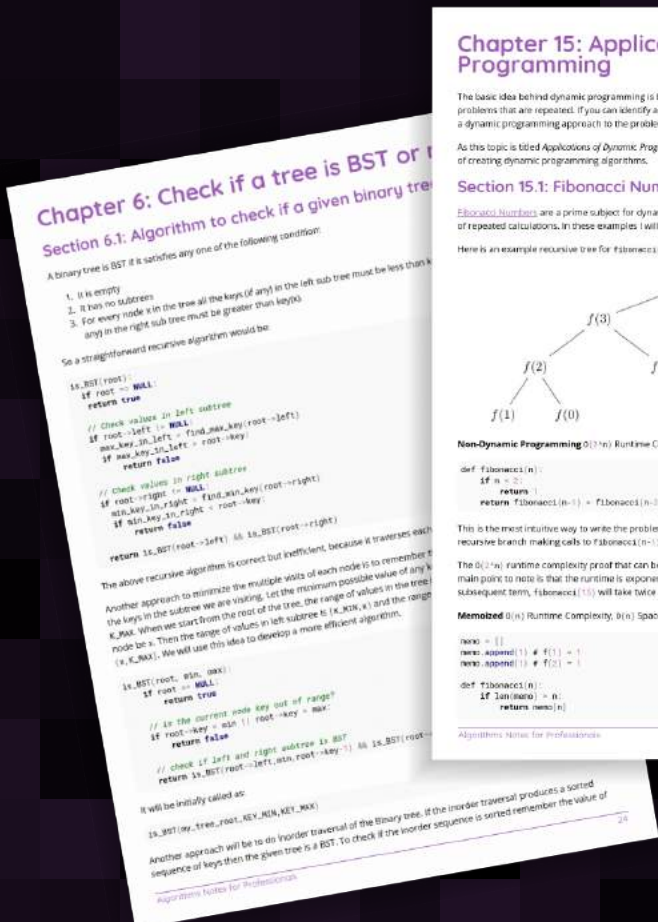 Chapter 6: Check if a tree is BST or
Section 6.1: Algorithm to check if a given binary tree
A binary tree is BST if it satisfies any one of the following condition:
1. It is empty
2. It has no subtrees
3. For every node x in the tree all the keys (if any) in the left sub tree must be less than
any) in the right sub tree must be greater than key(x).
So a straightforward recursive algorithm would be:
is_BST(root):
if root == NULL:
return true
// Check values in left subtree
if root->left != NULL:
max_key_in_left = find_max_key(root->left)
if max_key_in_left > root->key:
return false
// Check values in right subtree
if root->right != NULL:
min_key_in_right = find_min_key(root->right)
if min_key_in_right < root->key:
return false
return is_BST(root->left) && is_BST(root->right)
The above recursive algorithm is correct but inefficient, because it traverses each
Another approach to minimize the multiple visits of each node is to remember
the keys in the subtree we are visiting. Let the minimum possible value of any
K_MAX. When we start from the root of the tree, the range of values in the tree
node be x. Then the range of values in left subtree is [K_MIN,x) and the range
(x,K_MAX]. We will use this idea to develop a more efficient algorithm.
is_BST(root, min, max):
if root == NULL:
return true
// is the current node key out of range?
if root->key < min || root->key > max:
return false
// check if left and right subtree is BST
return is_BST(root->left,min,root->key-1) && is_BST(root-
It will be initially called as:
is_BST(my_tree_root,KEY_MIN,KEY_MAX)
Another approach will be to do inorder traversal of the Binary tree. If the inorder traversal produces a sorted
sequence of keys then the given tree is a BST. To check if the inorder sequence is sorted remember the value of
Algorithms Notes for Professionals
24
Chapter 15: Applic
Programming
The basic idea behind dynamic programming is
problems that are repeated. If you can identify a
a dynamic programming approach to the proble
As this topic is titled Applications of Dynamic Prog
of creating dynamic programming algorithms.
Section 15.1: Fibonacci Nu
Fibonacci Numbers are a prime subject for dyna
of repeated calculations. In these examples I will
Here is an example recursive tree for fibonacci
f(3)
f(2)
f(1) f(0)
Non-Dynamic Programming O(2^n) Runtime C
def fibonacci(n):
if n < 2:
return 1
return fibonacci(n-1) + fibonacci(n-2
This is the most intuitive way to write the problem
recursive branch making calls to fibonacci(n-1
The O(2^n) runtime complexity proof that can be
main point to note is that the runtime is exponen
subsequent term, fibonacci(15) will take twice
Memoized O(n) Runtime Complexity, O(n) Spac
memo = []
memo.append(1) # f(1) = 1
memo.append(1) # f(2) = 1
def fibonacci(n):
if len(memo) > n:
return memo[n]
Algorithms Notes for Professionals